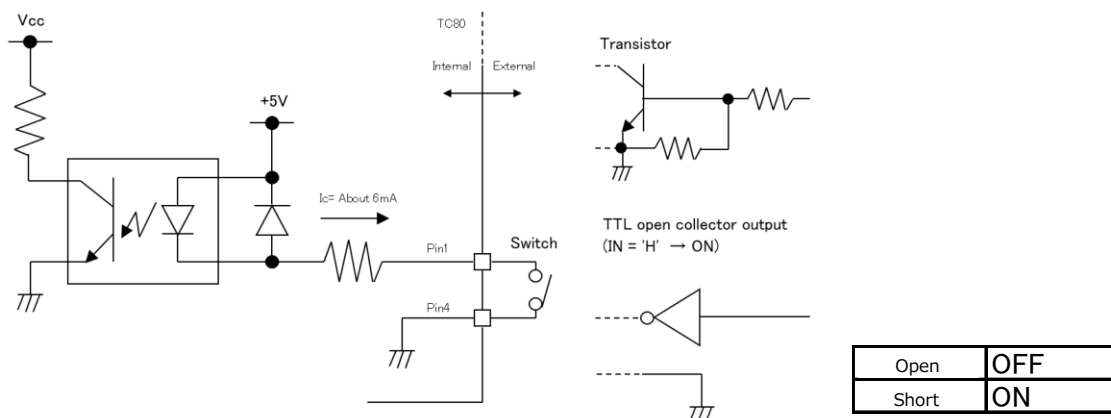 Vcc
TC80
Internal
External
Transistor
+5V
Ic= About 6mA
Pin1
Switch
Pin4
TTL open collector output
(IN = 'H' → ON)
Open OFF
Short ON